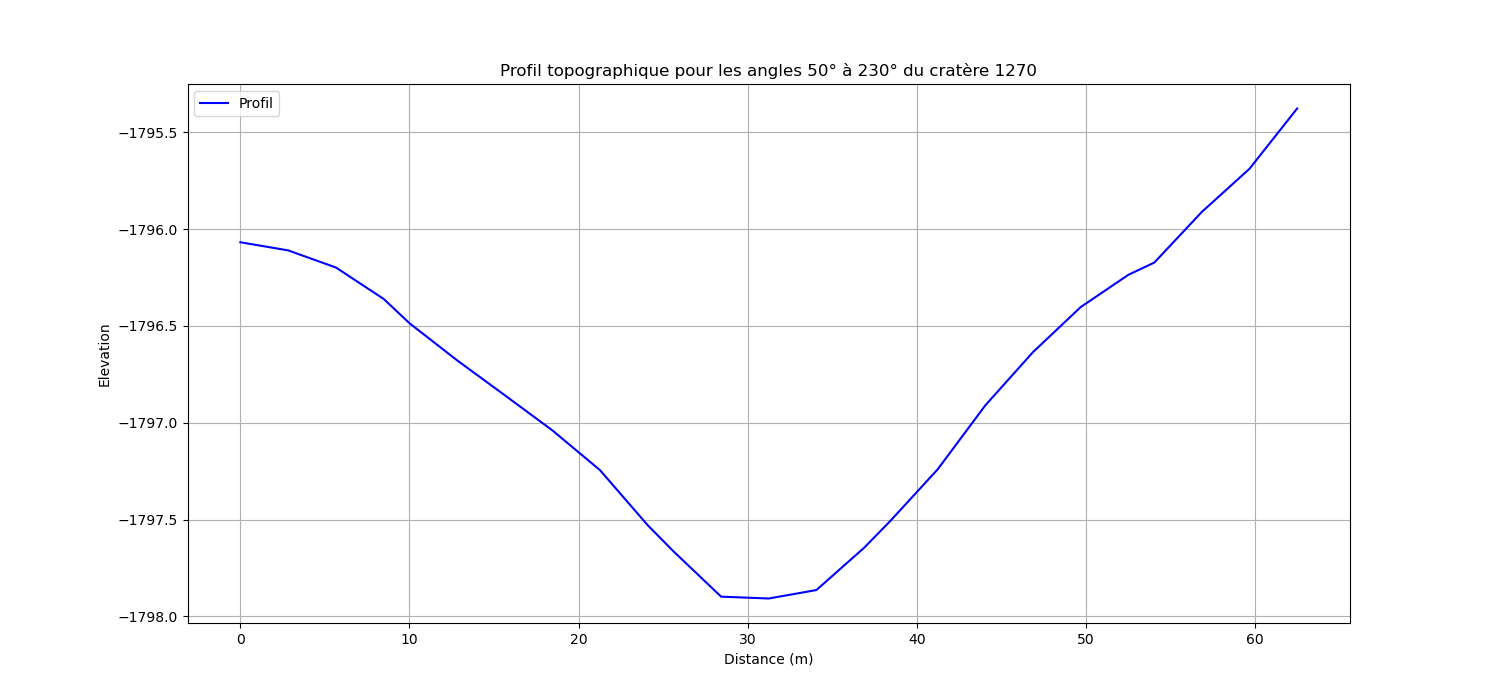 Profil topographique pour les angles 50° à 230° du cratère 1270
Profil
Elevation
−1795.5
−1796.0
−1796.5
−1797.0
−1797.5
−1798.0
0 10 20 30 40 50 60
Distance (m)